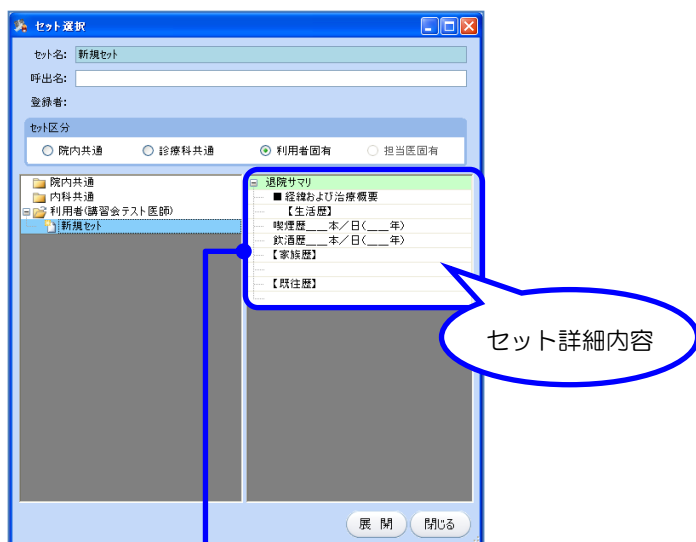 セット選択
セット名: 新規セット
呼出名:
登録者:
セット区分
院内共通 診療科共通 利用者固有 担当医固有
院内共通
内科共通
利用者(講習会テスト医師)
新規セット
退院サマリ
■経緯および治療概要
【生活歴】
喫煙歴___本/日(___年)
飲酒歴___本/日(___年)
【家族歴】
【既往歴】
セット詳細内容
展 開 閉じる